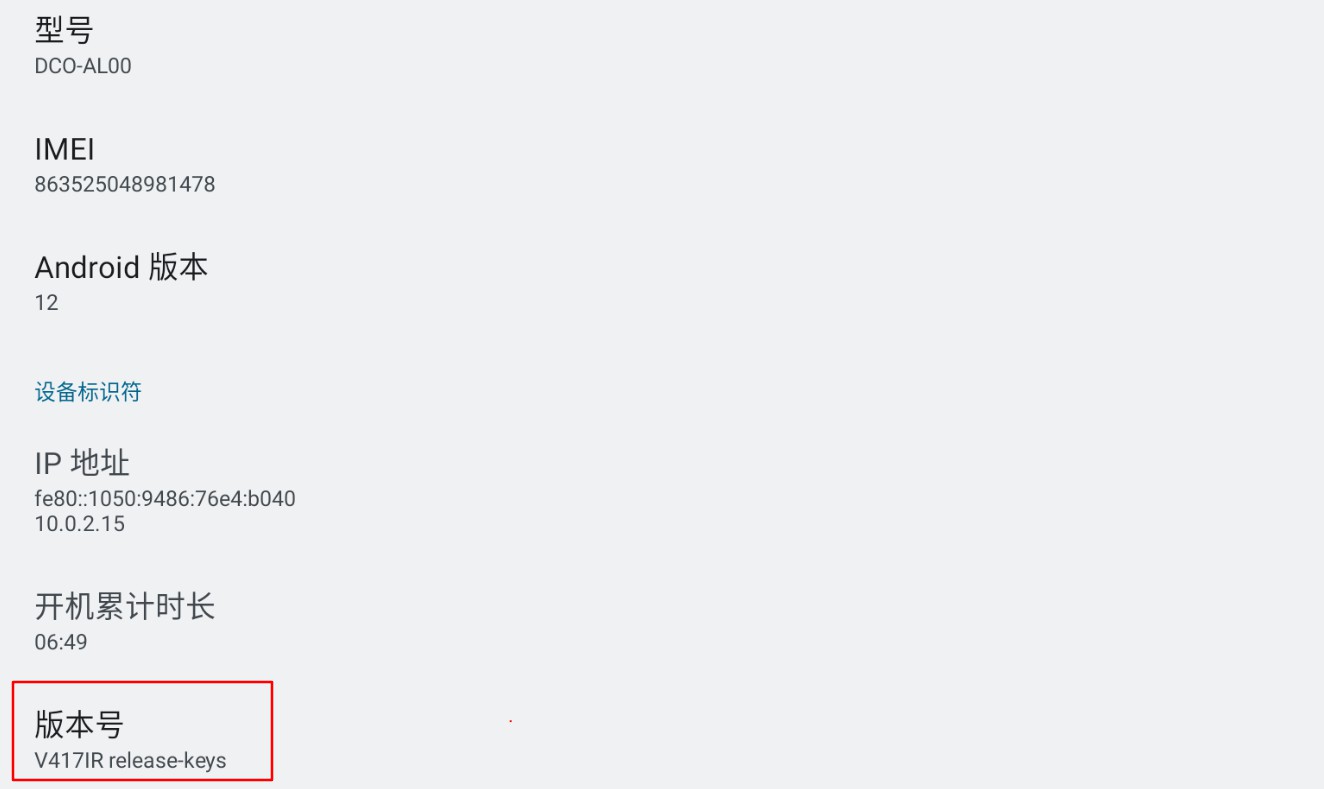 型号
DCO-AL00
IMEI
863525048981478
Android 版本
12
设备标识符
IP 地址
fe80::1050:9486:76e4:b040
10.0.2.15
开机累计时长
06:49
版本号
V417IR release-keys